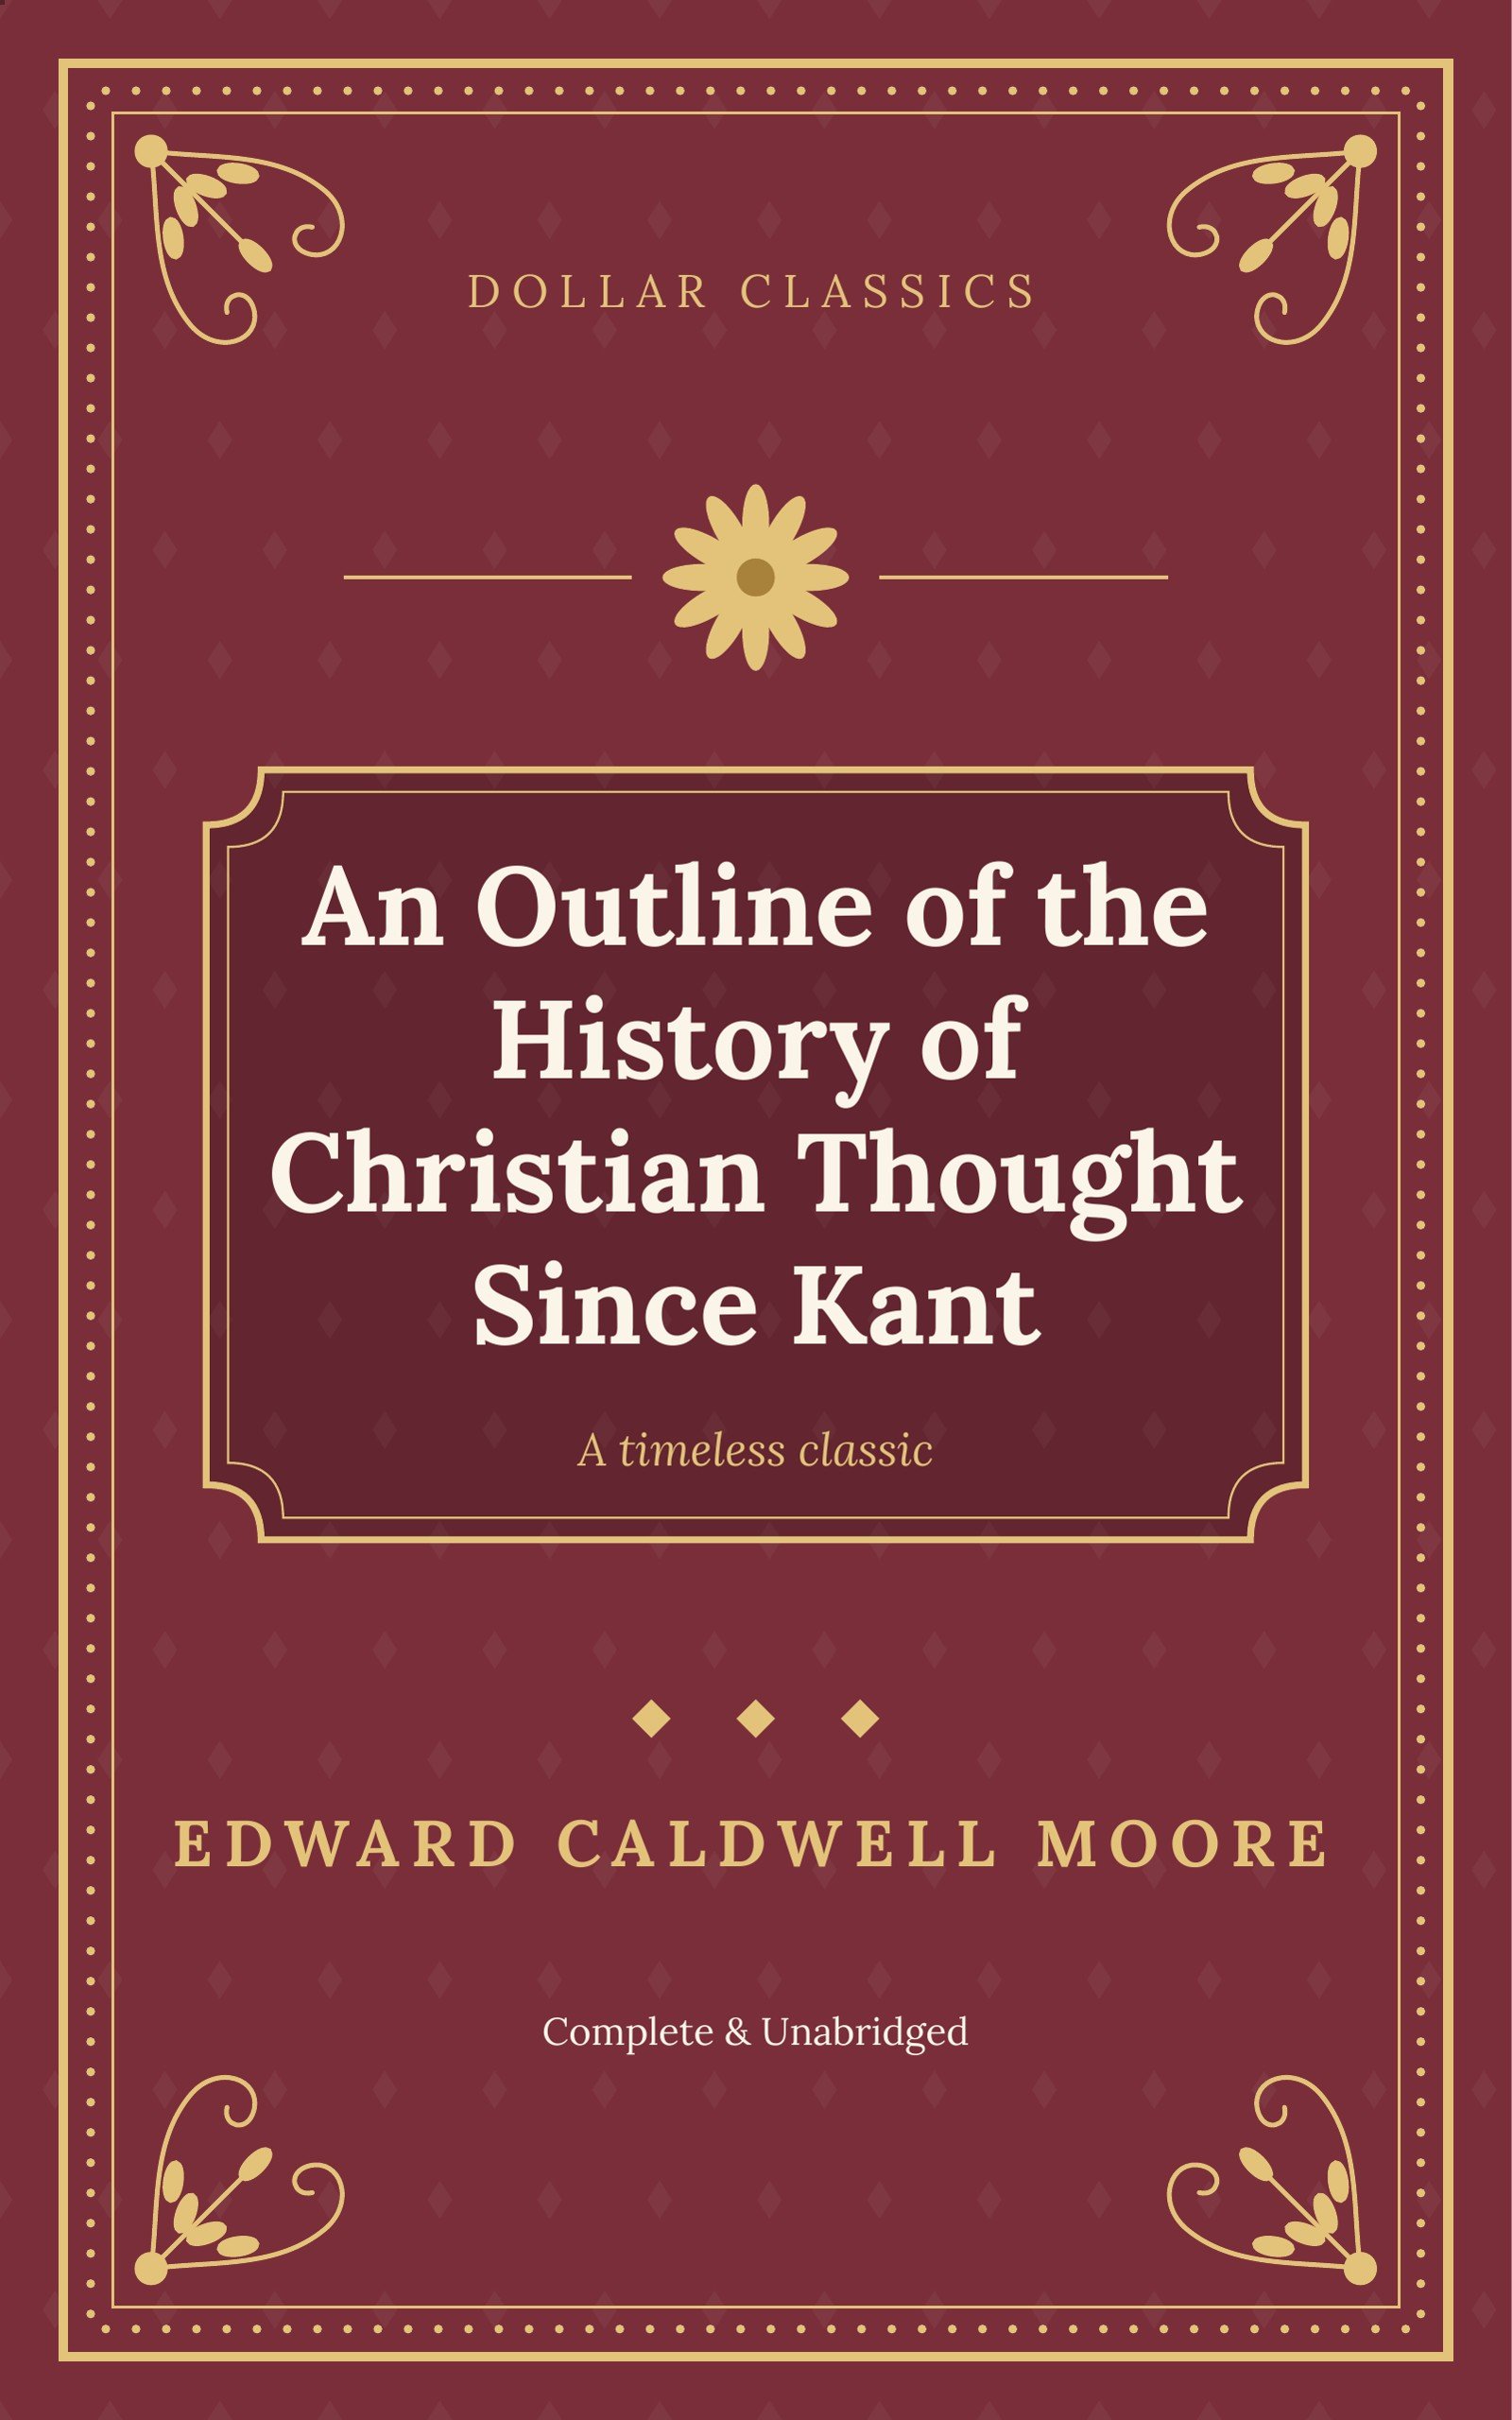 DOLLAR CLASSICS
An Outline of the
History of
Christian Thought
Since Kant
A timeless classic
EDWARD CALDWELL MOORE
Complete & Unabridged